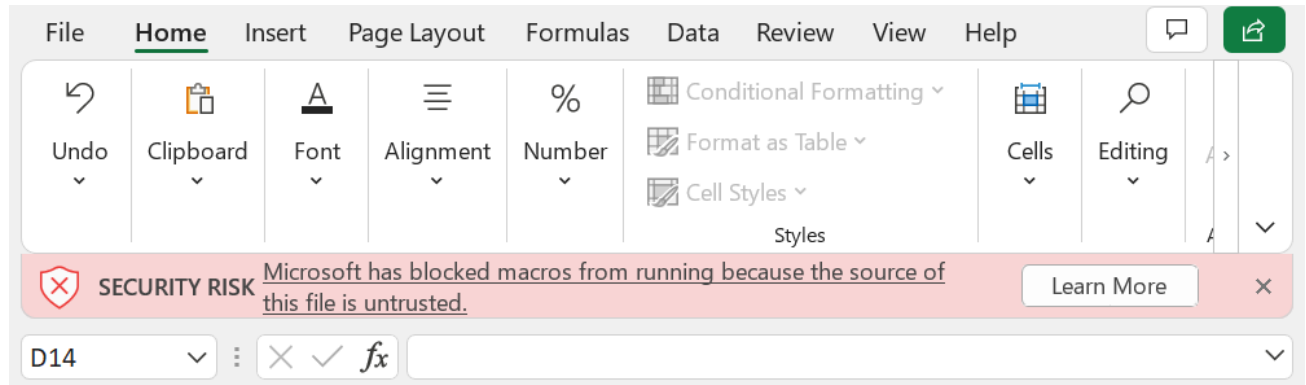 File Home Insert Page Layout Formulas Data Review View Help
Undo Clipboard Font Alignment Number
Conditional Formatting
Format as Table
Cell Styles
Styles
Cells Editing
SECURITY RISK Microsoft has blocked macros from running because the source of
this file is untrusted.
Learn More
D14 fx